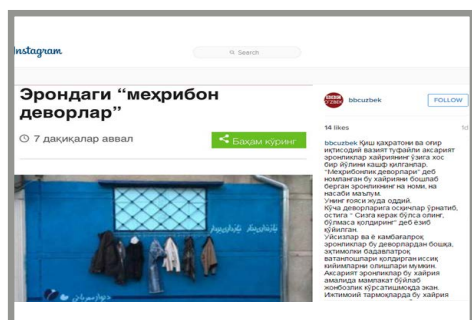 Instagram
Search
Эрондаги “меҳрибон
деворлар”
7 дақиқалар аввал
Баҳам кўринг
bbcuzbek
FOLLOW
14 likes
1d
bbcuzbek Қиш қаҳратони ва оғир
иқтисодий вазият туфайли аксарият
эронликлар хайриянинг ўзига хос
бир йўлини кашф қилганлар.
"Меҳрибонлик деворлари" деб
номланган бу хайрияни бошлаб
берган эронликнинг на номи, на
насаби маълум.
Унинг ғояси жуда оддий.
Кўча деворларига осқичлар ўрнатиб,
остига " Сизга керак бўлса олинг,
бўлмаса қолдиринг" деб ёзиб
қўйилган.
Уйсизлар ва ё камбағалроқ
эронликлар бу деворлардан бошқа,
эҳтимолки бадавлатроқ
ватандошлари қолдирган иссиқ
кийимларни олишлари мумкин.
Аксарият эронликлар бу хайрия
амалида мамлакат бўйлаб
жонбозлик кўрсатишмоқда экан.
Ижтимоий тармоқларда бу хайрия